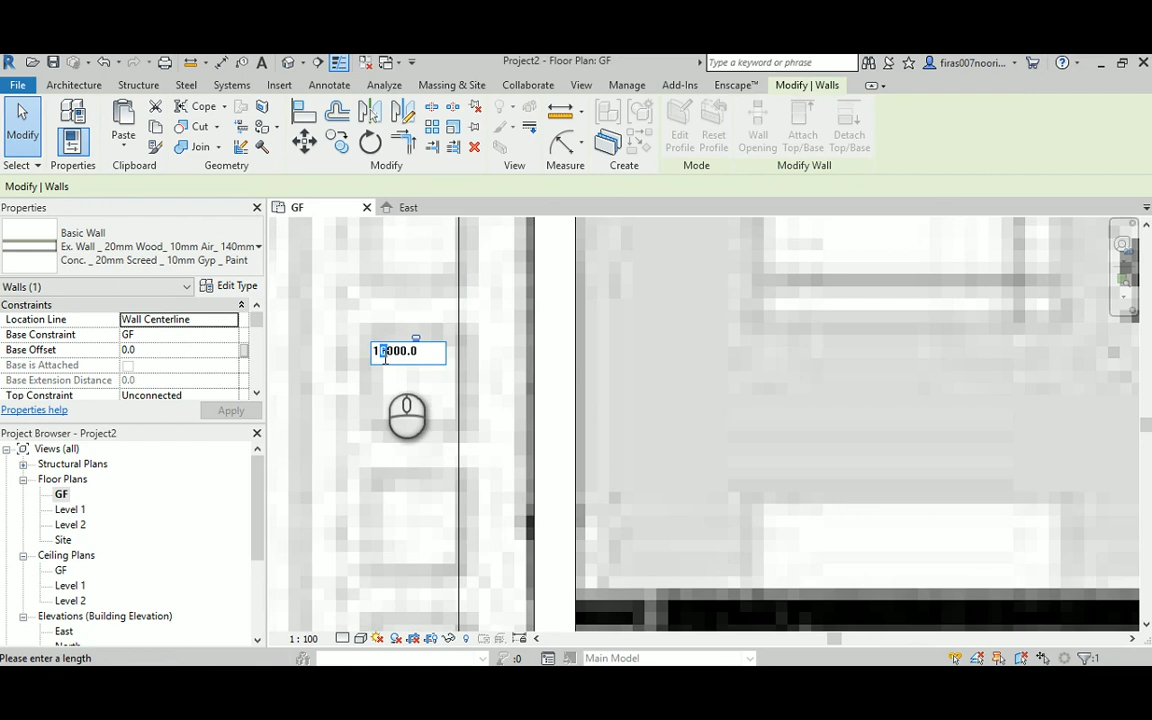 Project2 - Floor Plan: GF
Type a keyword or phrase
firas007noori...
File
Architecture
Structure
Steel
Systems
Insert
Annotate
Analyze
Massing & Site
Collaborate
View
Manage
Add-Ins
Enscape™
Modify | Walls
Modify
Paste
Cope
Cut
Join
Edit
Profile
Reset
Profile
Wall
Opening
Attach
Top/Base
Detach
Top/Base
Select
Properties
Clipboard
Geometry
Modify
View
Measure
Create
Mode
Modify Wall
Modify | Walls
Properties
GF
East
Basic Wall
Ex. Wall _ 20mm Wood_ 10mm Air_ 140mm
Conc. _ 20mm Screed _ 10mm Gyp _ Paint
Walls (1)
Edit Type
Constraints
Location Line
Wall Centerline
Base Constraint
GF
Base Offset
0.0
Base is Attached
Base Extension Distance
0.0
Top Constraint
Unconnected
Properties help
Apply
Project Browser - Project2
Views (all)
Structural Plans
Floor Plans
GF
Level 1
Level 2
Site
Ceiling Plans
GF
Level 1
Level 2
Elevations (Building Elevation)
East
1 : 100
Please enter a length
:0
Main Model
:1